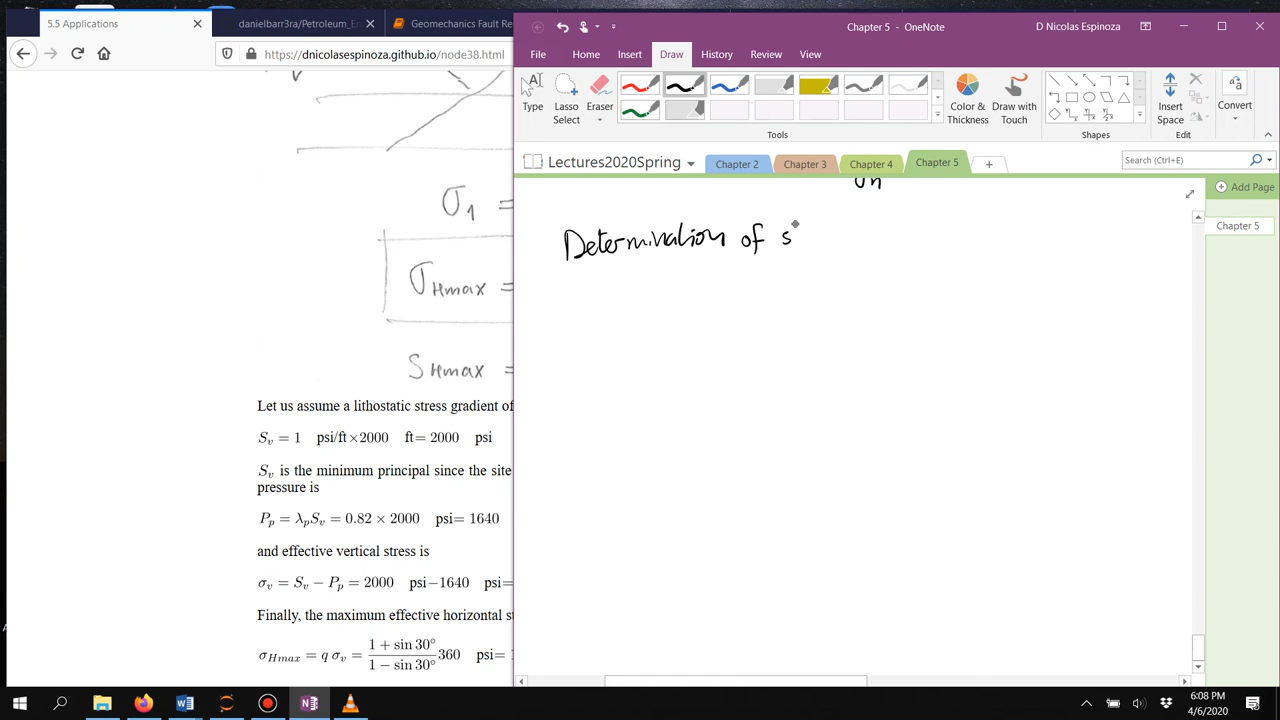 5.5 Applications
danielbarr3ra/Petroleum_E
Geomechanics Fault Re
https://dnicolasespinoza.github.io/node38.html
σ1 =
σHmax =
SHmax =
Let us assume a lithostatic stress gradient of
Sv = 1 psi/ft×2000 ft= 2000 psi
Sv is the minimum principal since the site
pressure is
Pp = λpSv = 0.82 × 2000 psi= 1640
and effective vertical stress is
σv = Sv − Pp = 2000 psi−1640 psi=
Finally, the maximum effective horizontal s
σHmax = q σv = (1 + sin 30°)/(1 − sin 30°) 360 psi= 1
Chapter 5 - OneNote
D Nicolas Espinoza
File Home Insert Draw History Review View
Type
Lasso Select
Eraser
Color & Thickness
Draw with Touch
Insert Space
Convert
Tools
Shapes
Edit
Lectures2020Spring
Chapter 2
Chapter 3
Chapter 4
Chapter 5
Search (Ctrl+E)
Add Page
Chapter 5
σn
Determination of s
6:08 PM
4/6/2020